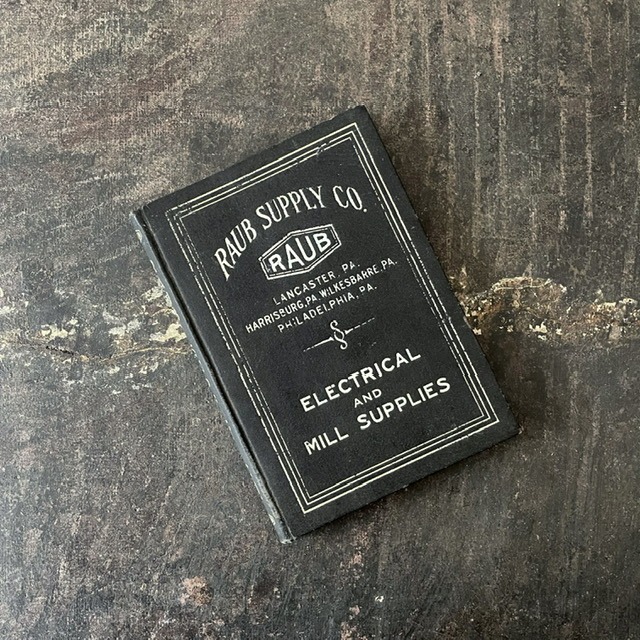 RAUB SUPPLY CO.
RAUB
LANCASTER, PA.
HARRISBURG, PA. WILKESBARRE, PA.
PHILADELPHIA, PA.
ELECTRICAL
AND
MILL SUPPLIES